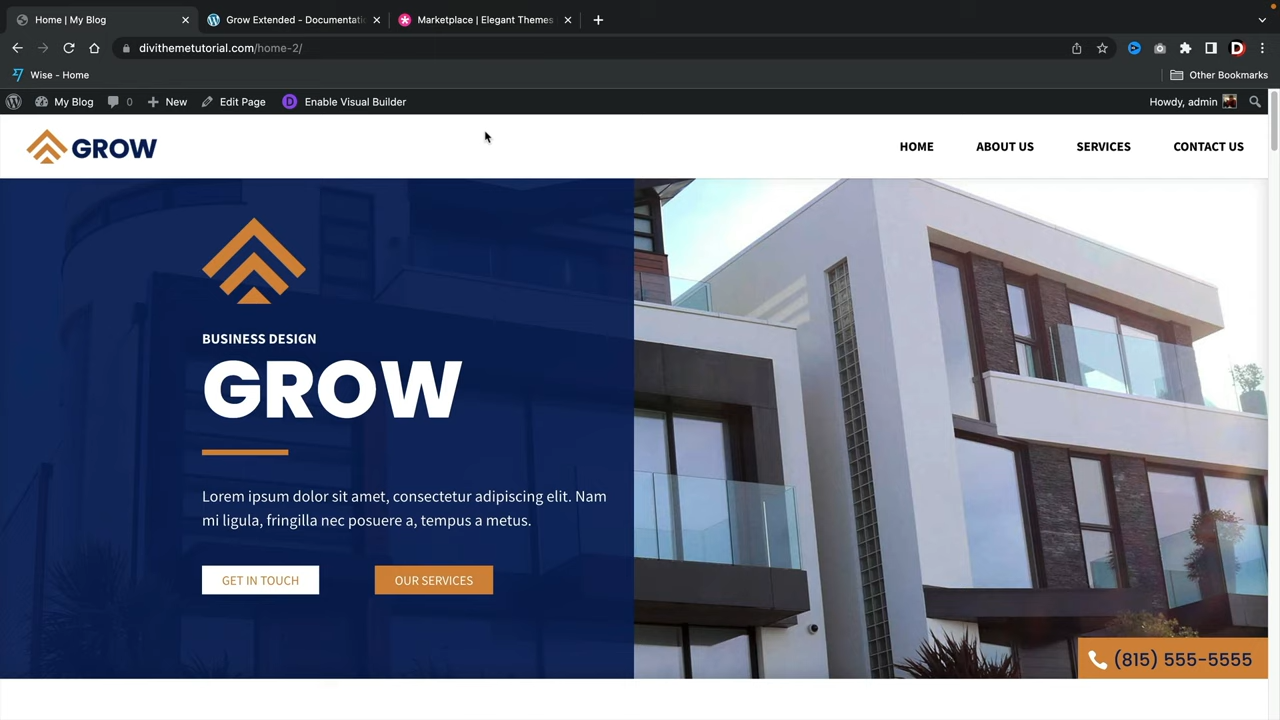 Home | My Blog
Grow Extended - Documentati
Marketplace | Elegant Themes
divithemetutorial.com/home-2/
Wise - Home
Other Bookmarks
My Blog
0
New
Edit Page
D
Enable Visual Builder
Howdy, admin
GROW
HOME
ABOUT US
SERVICES
CONTACT US
BUSINESS DESIGN
GROW
Lorem ipsum dolor sit amet, consectetur adipiscing elit. Nam
mi ligula, fringilla nec posuere a, tempus a metus.
GET IN TOUCH
OUR SERVICES
(815) 555-5555